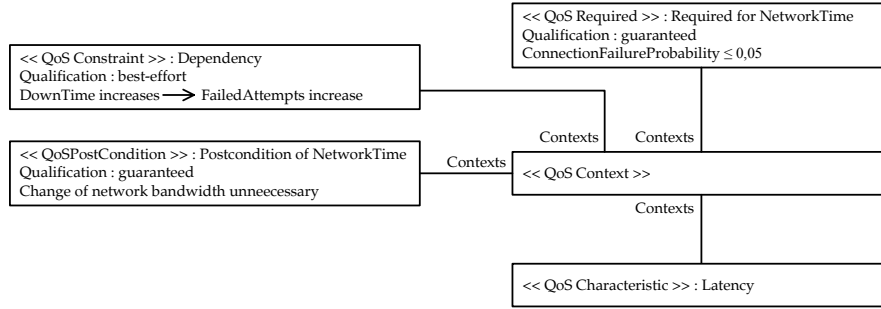 << QoS Required >> : Required for NetworkTime
Qualification : guaranteed
ConnectionFailureProbability ≤ 0,05
<< QoS Constraint >> : Dependency
Qualification : best-effort
DownTime increases → FailedAttempts increase
Contexts
Contexts
<< QoSPostCondition >> : Postcondition of NetworkTime
Qualification : guaranteed
Change of network bandwidth unneecessary
Contexts
<< QoS Context >>
Contexts
<< QoS Characteristic >> : Latency